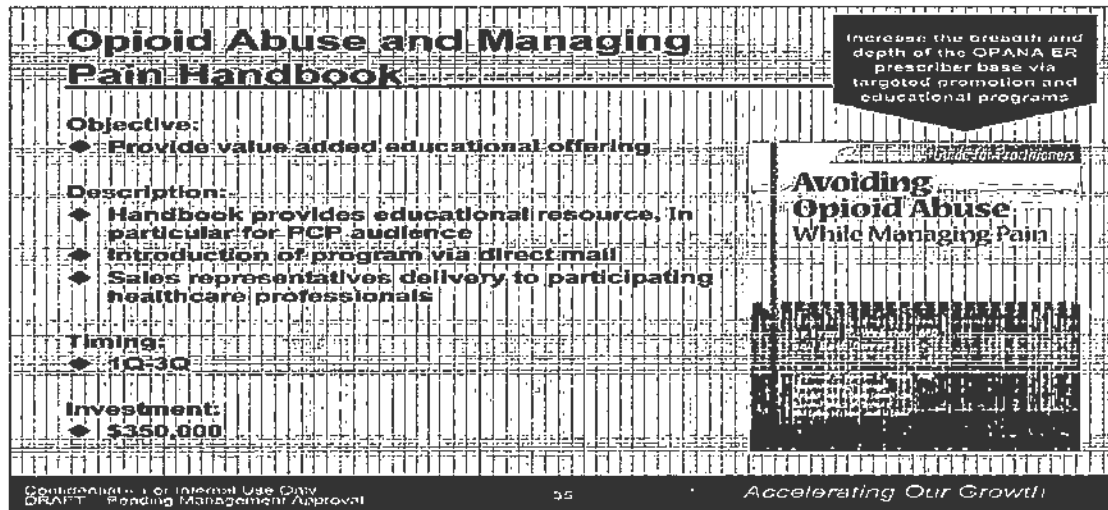 Opioid Abuse and Managing
Pain Handbook
Increase the breadth and
depth of the OPANA ER
prescriber base via
targeted promotion and
educational programs
Objective:
◆ Provide value added educational offering
Description:
◆ Handbook provides educational resource, in
particular for PCP audience
◆ Introduction of program via direct mail
◆ Sales representatives delivery to participating
healthcare professionals
Timing:
◆ 1Q-3Q
Investment:
◆ $350,000
Guide for Practitioners
Avoiding
Opioid Abuse
While Managing Pain
Confidential - For Internal Use Only
DRAFT - Pending Management Approval
35
Accelerating Our Growth